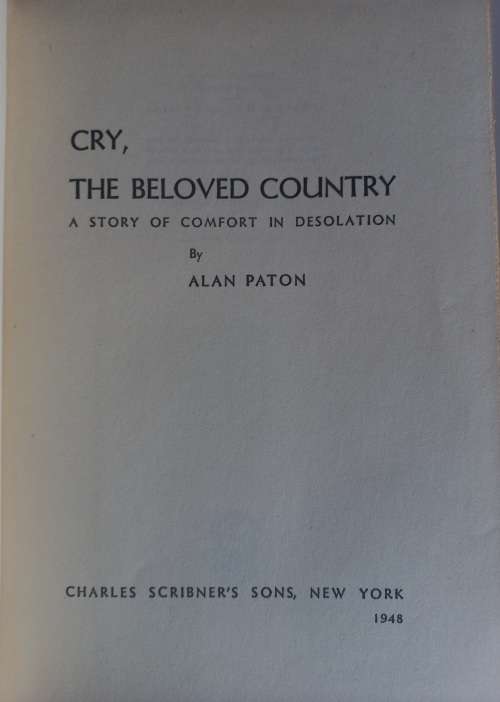 CRY,
THE BELOVED COUNTRY
A STORY OF COMFORT IN DESOLATION
By
ALAN PATON
CHARLES SCRIBNER'S SONS, NEW YORK
1948